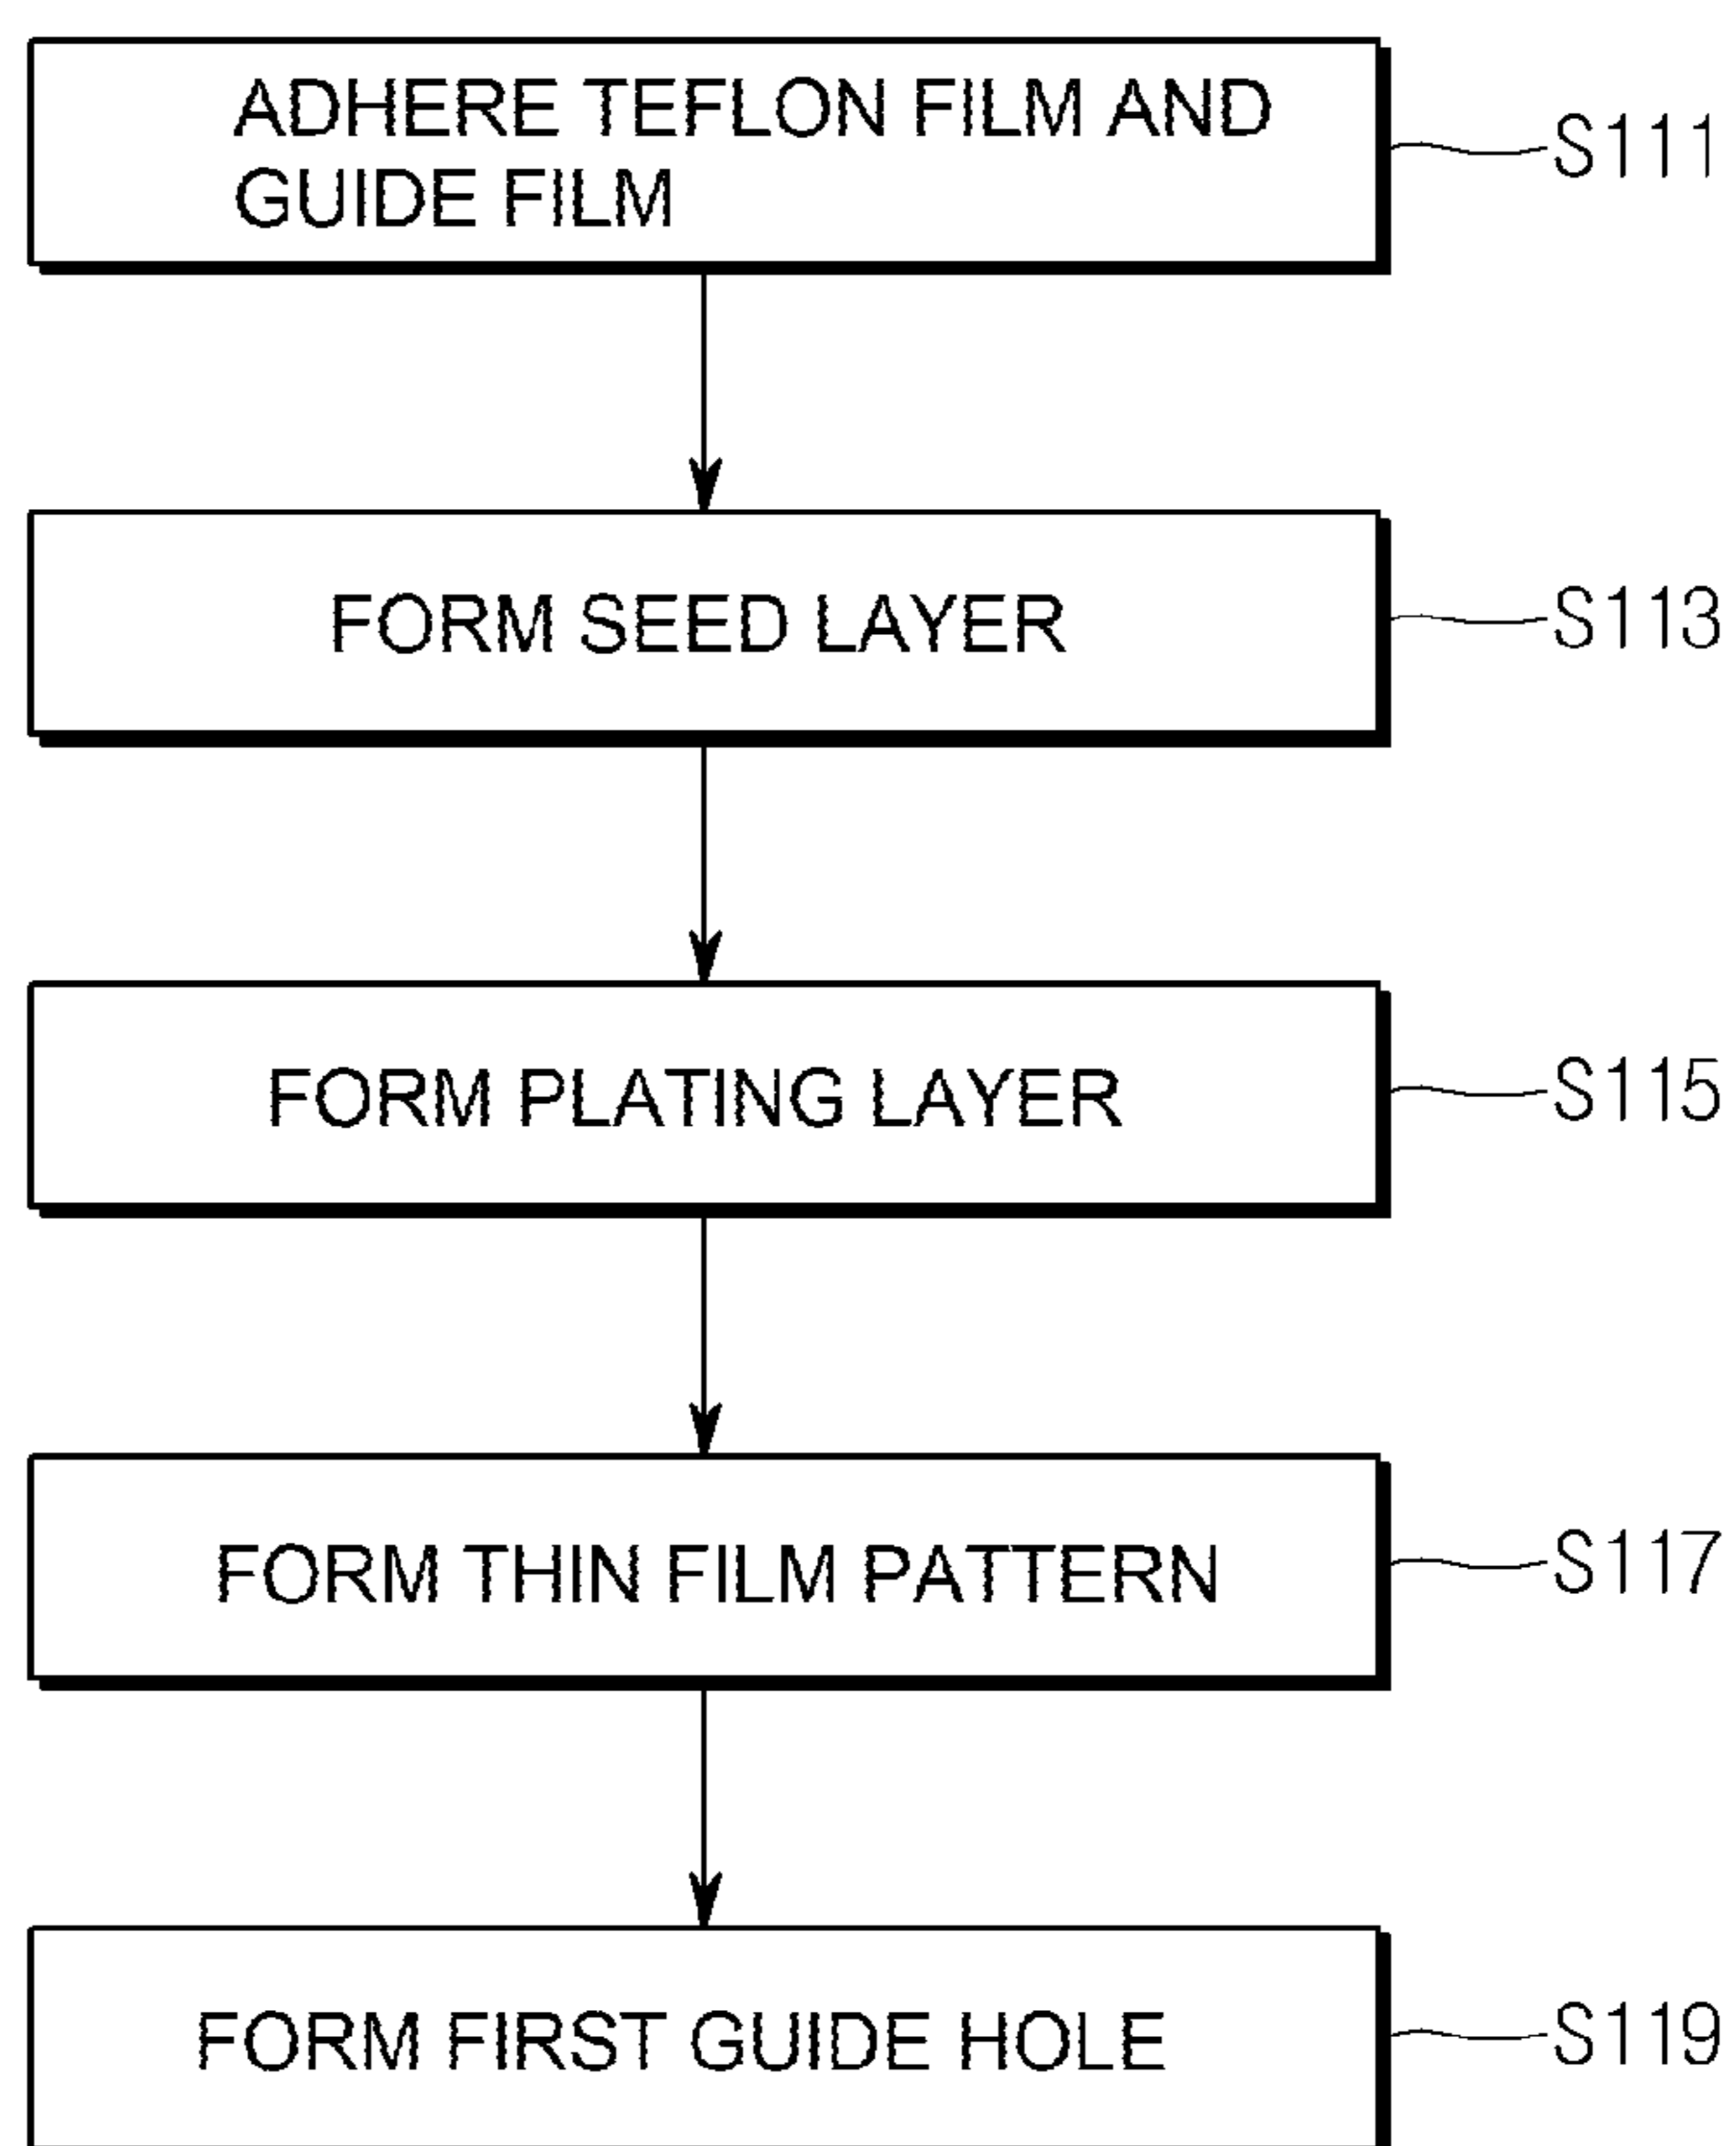 ADHERE TEFLON FILM AND
GUIDE FILM
S111
FORM SEED LAYER
S113
FORM PLATING LAYER
S115
FORM THIN FILM PATTERN
S117
FORM FIRST GUIDE HOLE
S119